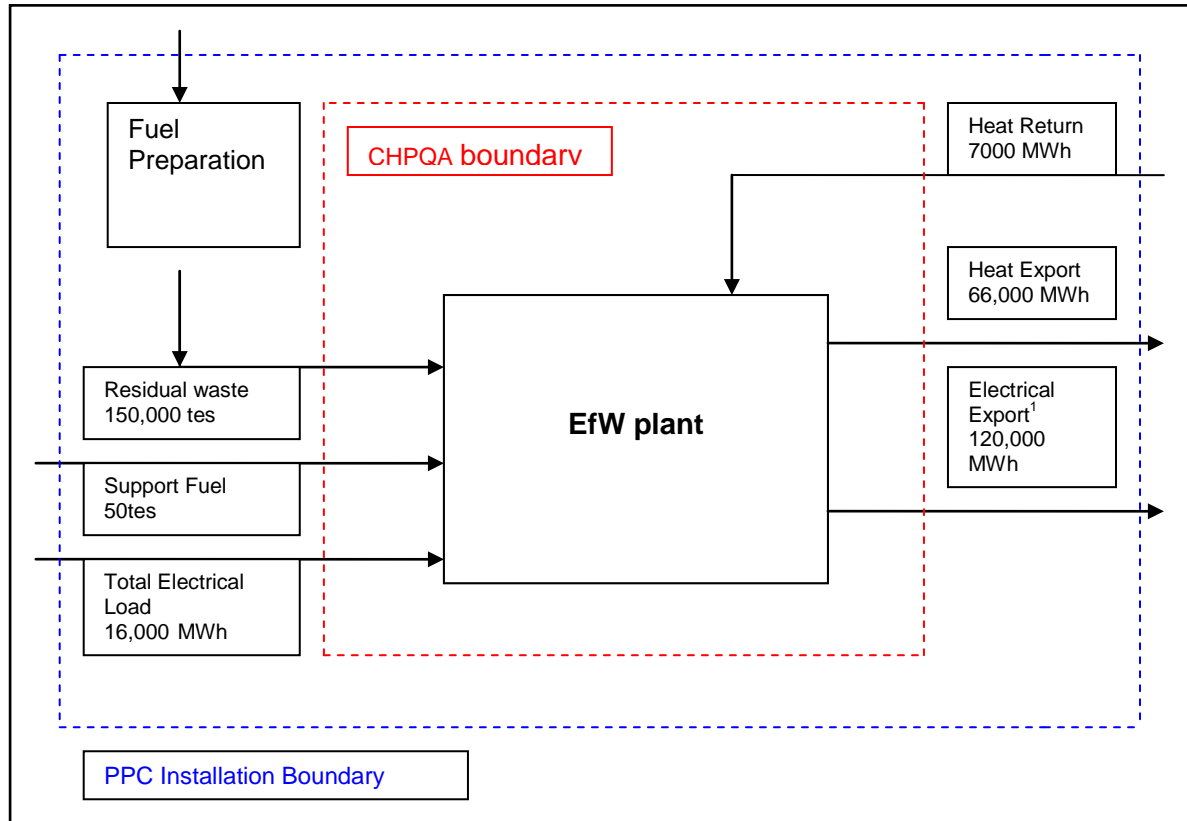 Fuel
Preparation
CHPQA boundarv
Heat Return
7000 MWh
Heat Export
66,000 MWh
Residual waste
150,000 tes
EfW plant
Electrical
Export¹
120,000
MWh
Support Fuel
50tes
Total Electrical
Load
16,000 MWh
PPC Installation Boundary